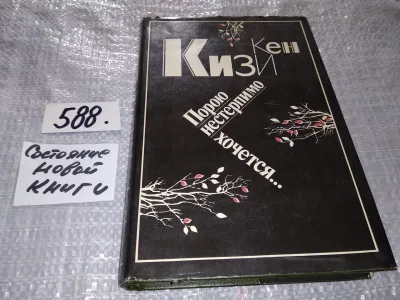 Кен
Кизи
Порою
нестерпимо
хочется...
588.
Состояние
новой
книги